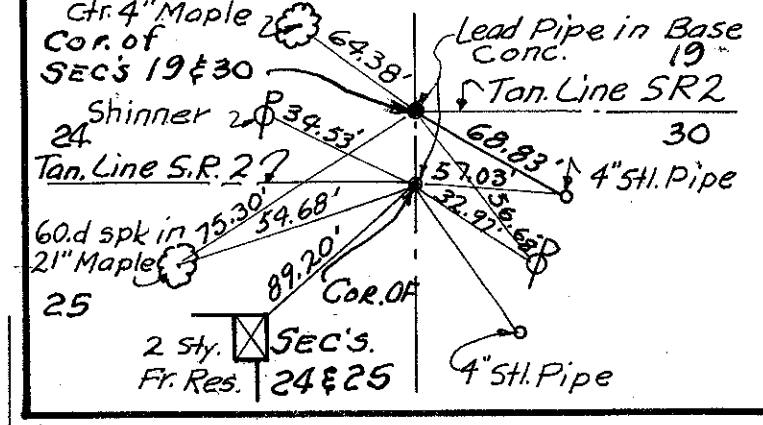 Ctr. 4" Maple
Cor. of
SEC'S 19 & 30
64.38'
Lead Pipe in Base
Conc.
19
Tan. Line SR2
30
Shinner
24
34.53'
68.83'
Tan. Line S.R. 2
57.03'
4" Stl. Pipe
75.30'
54.68'
32.97'
56.68'
60.d spk in
21" Maple
25
89.20'
COR. OF
SEC'S.
24 & 25
2 Sty.
Fr. Res.
4" Stl. Pipe